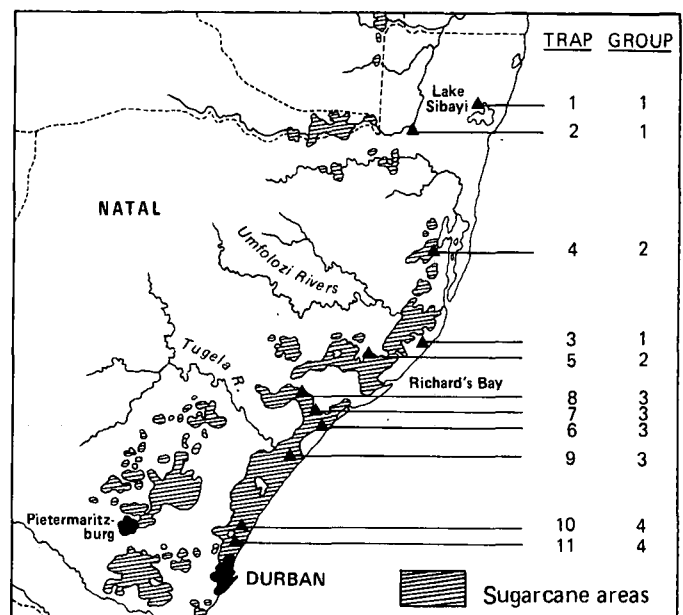 TRAP GROUP
Lake
Sibayi
1 1
2 1
NATAL
4 2
Umfolozi Rivers
3 1
5 2
Tugela R.
Richard's Bay
8 3
7 3
6 3
9 3
Pietermaritz-
burg
10 4
11 4
DURBAN
Sugarcane areas